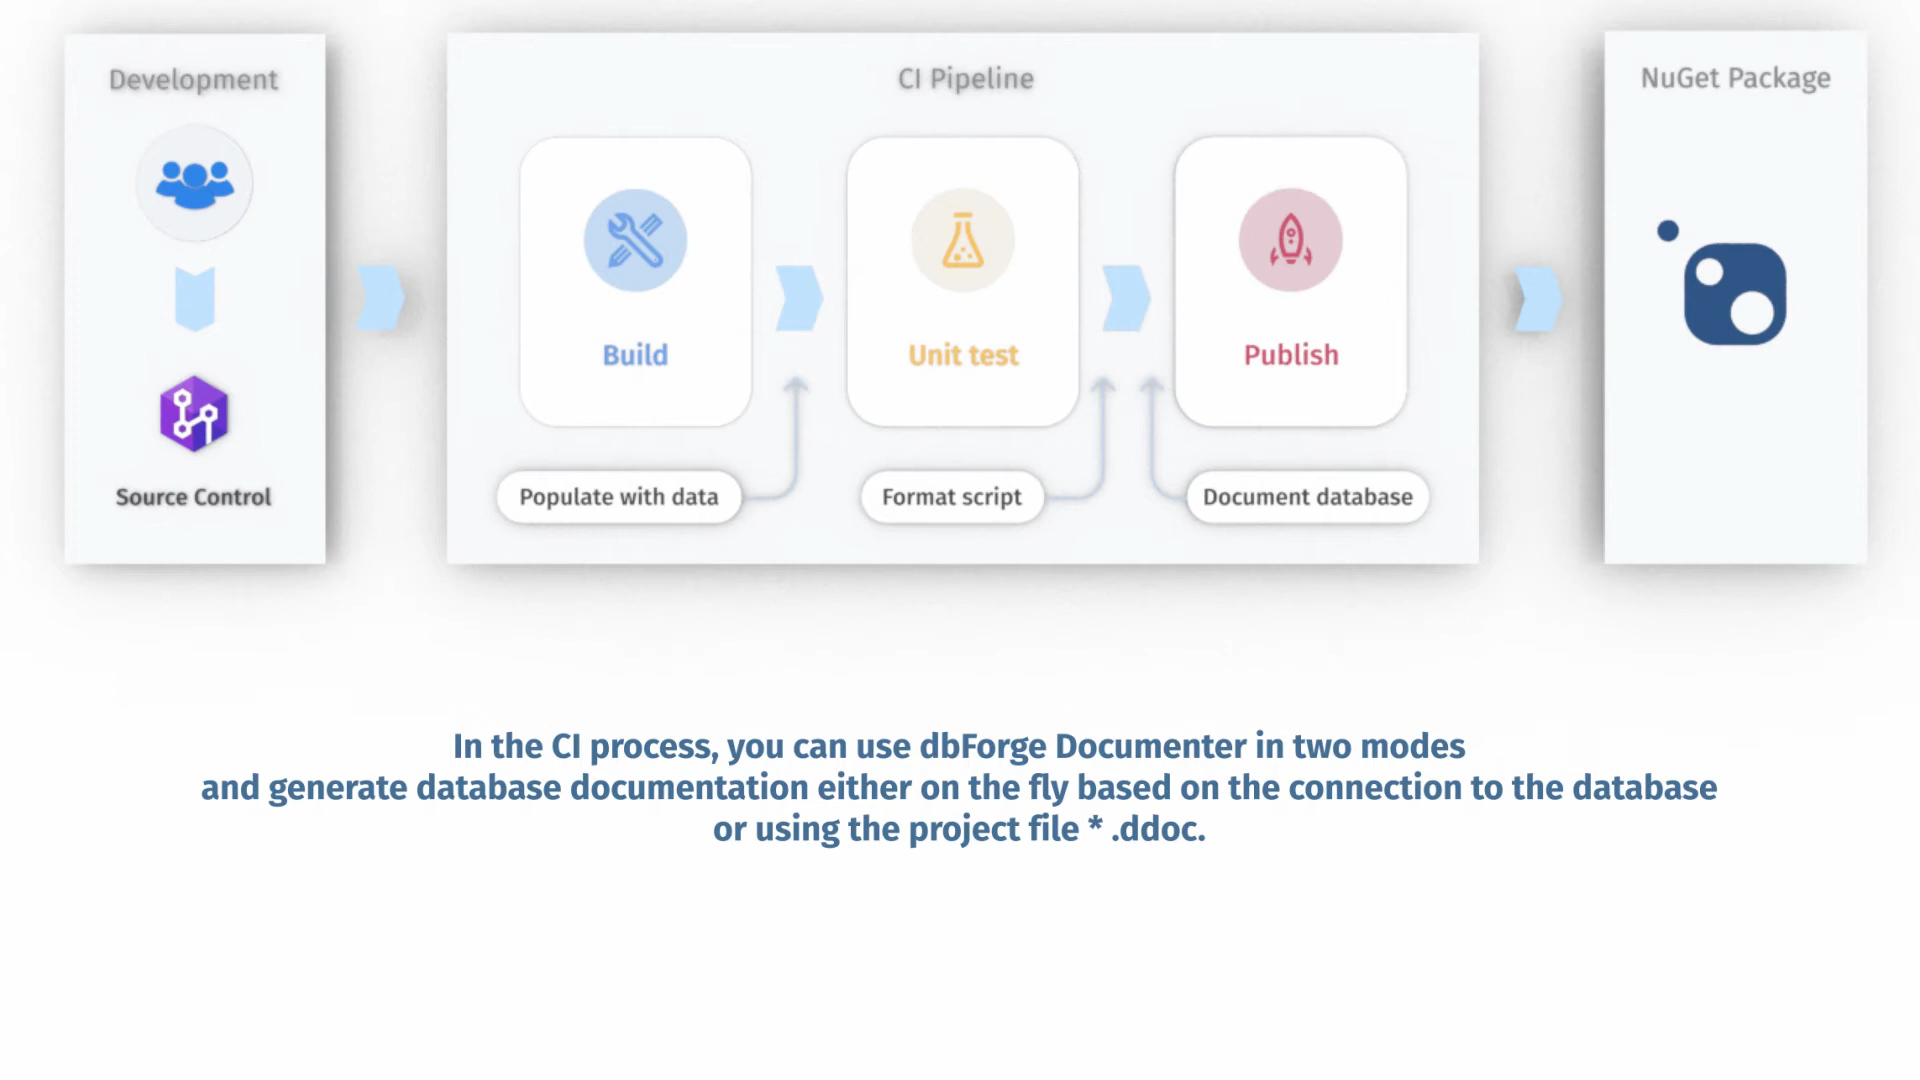 Development
CI Pipeline
NuGet Package
Build
Unit test
Publish
Source Control
Populate with data
Format script
Document database
In the CI process, you can use dbForge Documenter in two modes
and generate database documentation either on the fly based on the connection to the database
or using the project file * .ddoc.